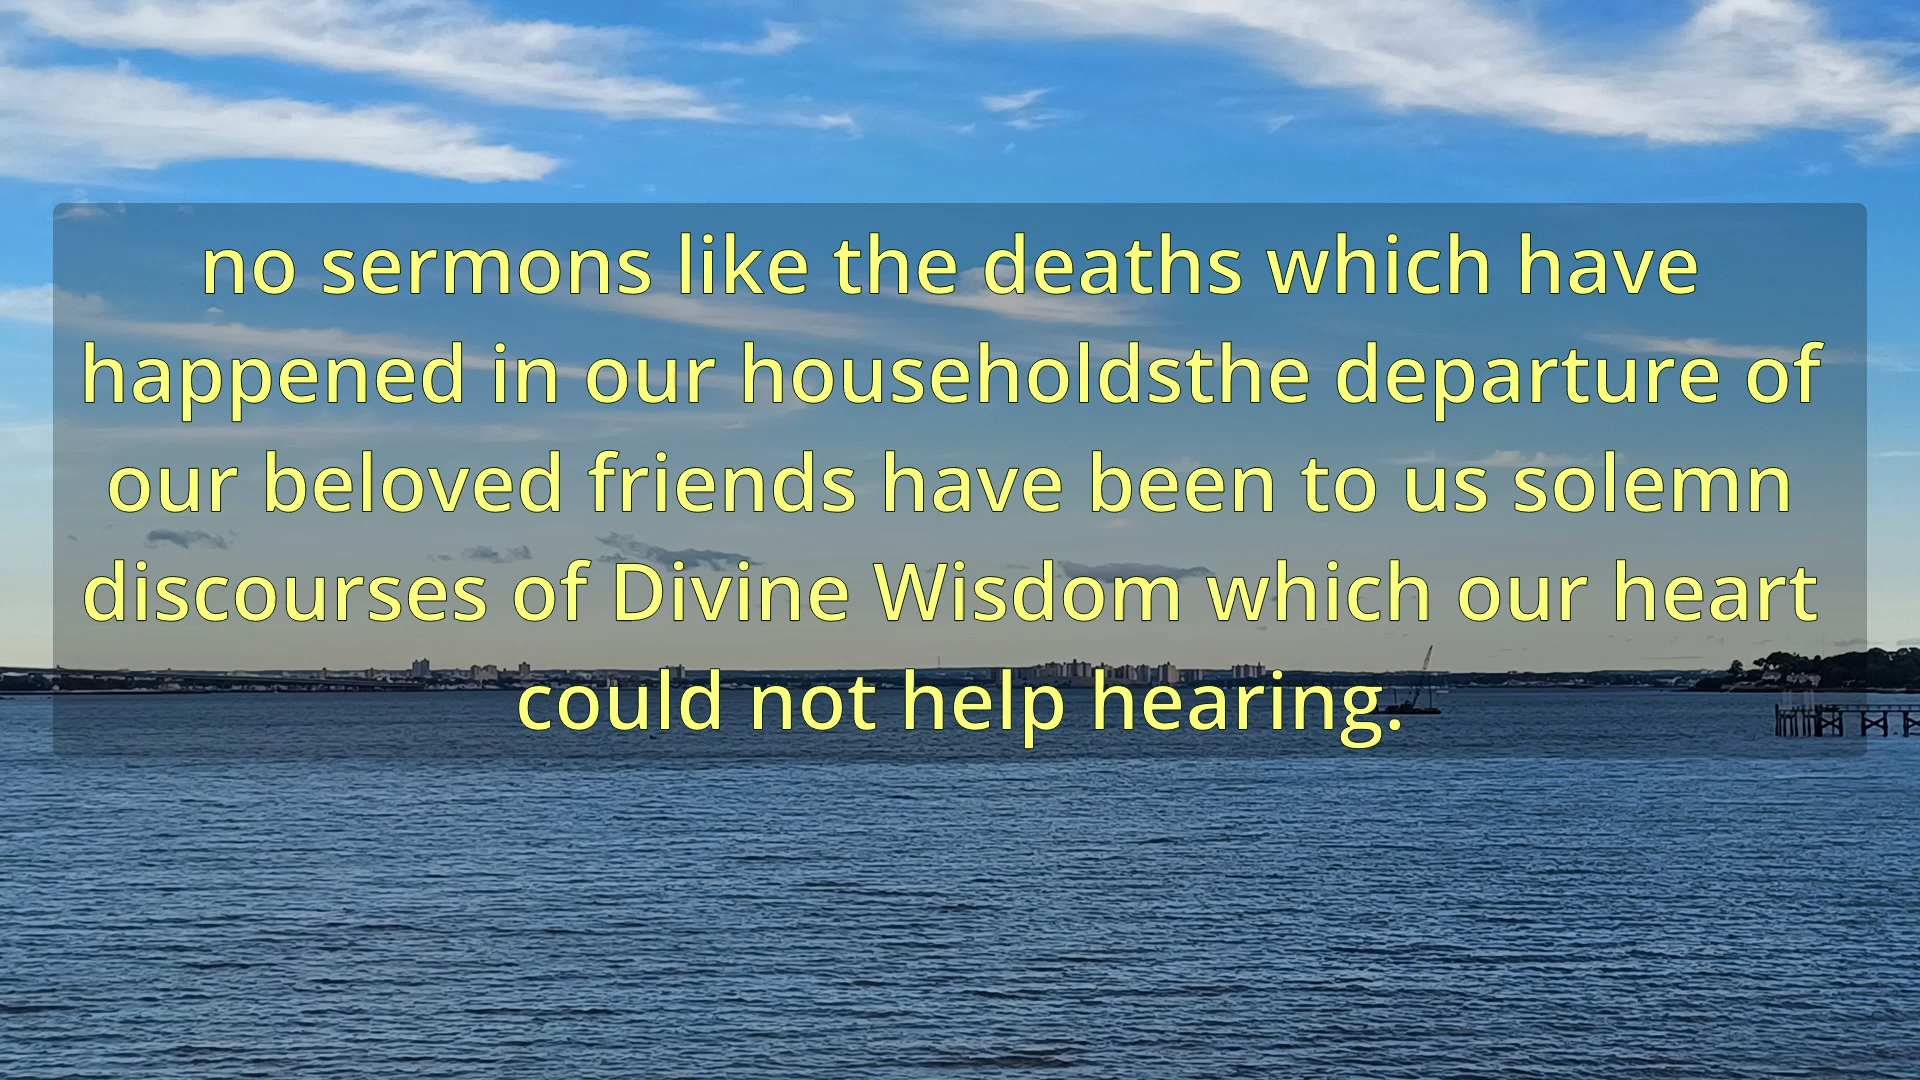 no sermons like the deaths which have
happened in our householdsthe departure of
our beloved friends have been to us solemn
discourses of Divine Wisdom which our heart
could not help hearing.